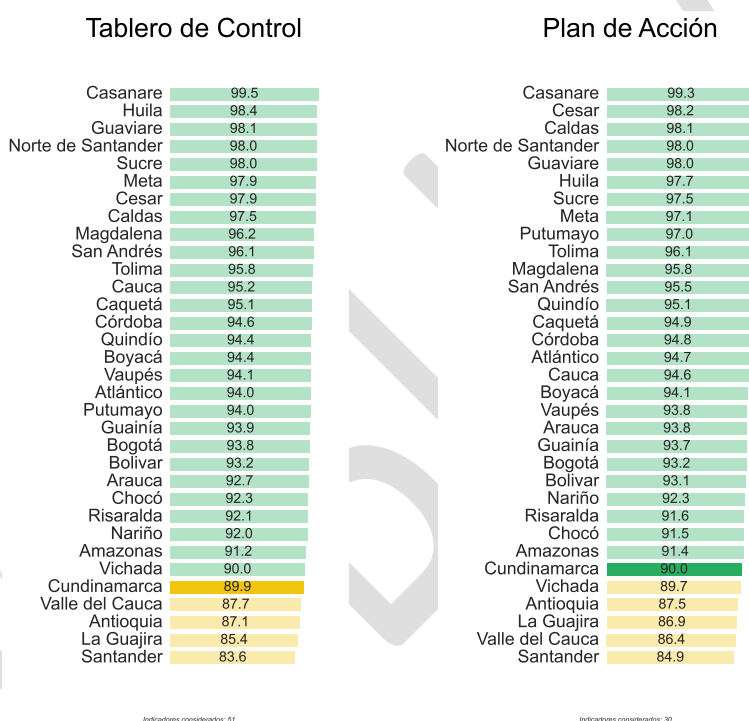 Tablero de Control
Casanare 99.5
Huila 98.4
Guaviare 98.1
Norte de Santander 98.0
Sucre 98.0
Meta 97.9
Cesar 97.9
Caldas 97.5
Magdalena 96.2
San Andrés 96.1
Tolima 95.8
Cauca 95.2
Caquetá 95.1
Córdoba 94.6
Quindío 94.4
Boyacá 94.4
Vaupés 94.1
Atlántico 94.0
Putumayo 94.0
Guainía 93.9
Bogotá 93.8
Bolivar 93.2
Arauca 92.7
Chocó 92.3
Risaralda 92.1
Nariño 92.0
Amazonas 91.2
Vichada 90.0
Cundinamarca 89.9
Valle del Cauca 87.7
Antioquia 87.1
La Guajira 85.4
Santander 83.6
Indicadores considerados: 51
Plan de Acción
Casanare 99.3
Cesar 98.2
Caldas 98.1
Norte de Santander 98.0
Guaviare 98.0
Huila 97.7
Sucre 97.5
Meta 97.1
Putumayo 97.0
Tolima 96.1
Magdalena 95.8
San Andrés 95.5
Quindío 95.1
Caquetá 94.9
Córdoba 94.8
Atlántico 94.7
Cauca 94.6
Boyacá 94.1
Vaupés 93.8
Arauca 93.8
Guainía 93.7
Bogotá 93.2
Bolivar 93.1
Nariño 92.3
Risaralda 91.6
Chocó 91.5
Amazonas 91.4
Cundinamarca 90.0
Vichada 89.7
Antioquia 87.5
La Guajira 86.9
Valle del Cauca 86.4
Santander 84.9
Indicadores considerados: 30